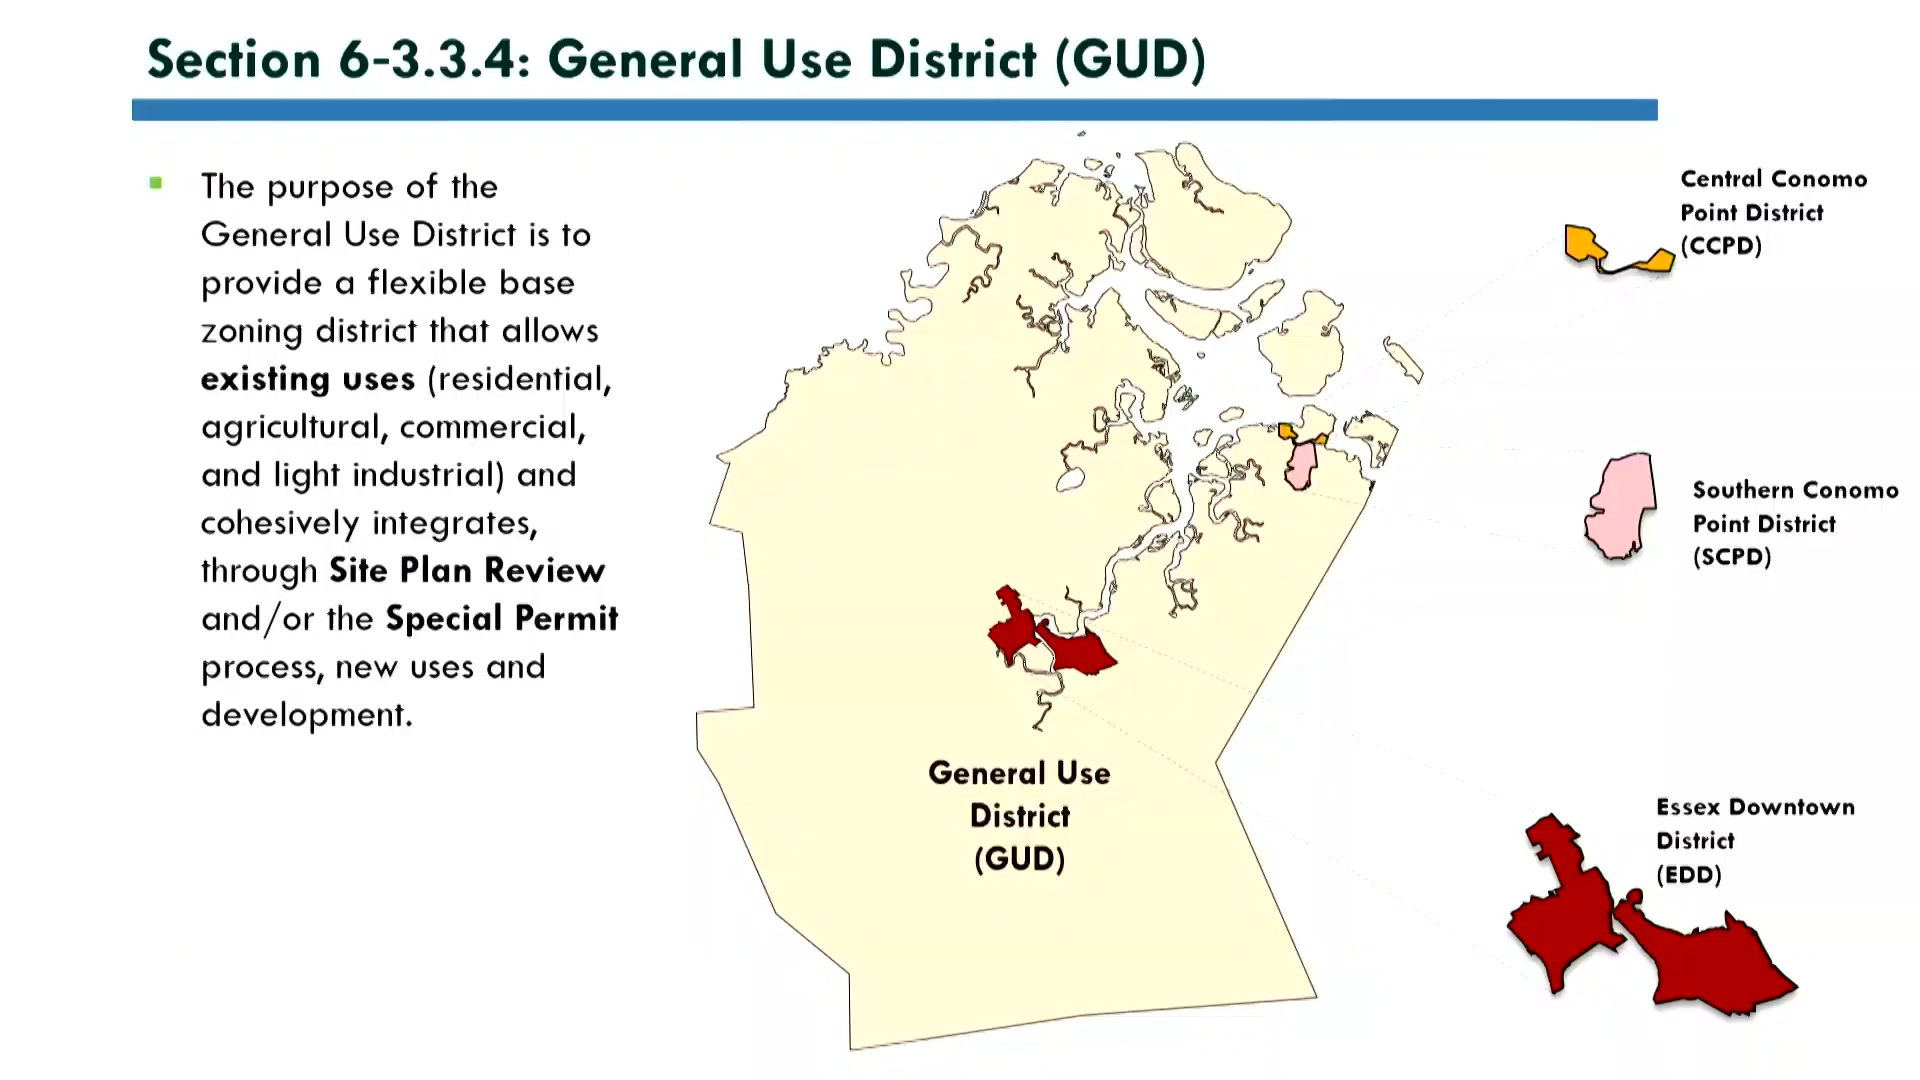 Section 6-3.3.4: General Use District (GUD)
The purpose of the
General Use District is to
provide a flexible base
zoning district that allows
existing uses (residential,
agricultural, commercial,
and light industrial) and
cohesively integrates,
through Site Plan Review
and/or the Special Permit
process, new uses and
development.
General Use
District
(GUD)
Central Conomo
Point District
(CCPD)
Southern Conomo
Point District
(SCPD)
Essex Downtown
District
(EDD)